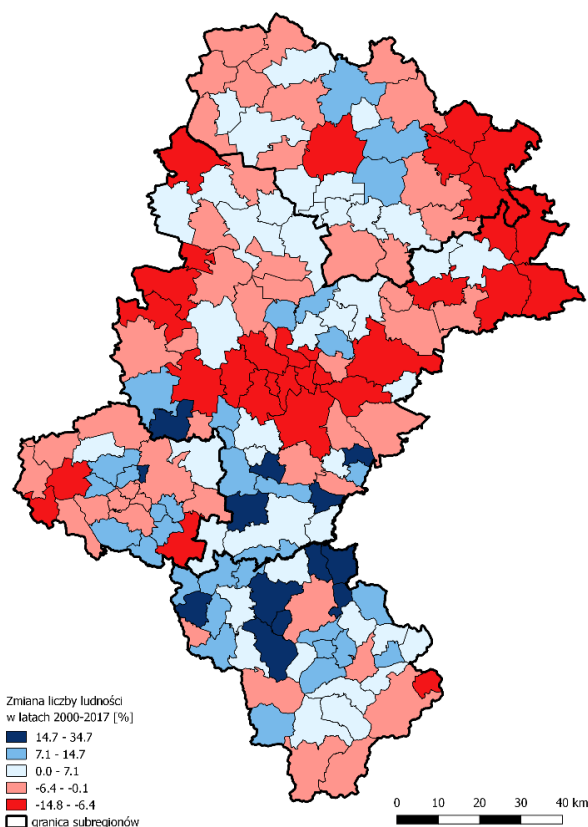 Zmiana liczby ludności
w latach 2000-2017 [%]
14.7 - 34.7
7.1 - 14.7
0.0 - 7.1
-6.4 - -0.1
-14.8 - -6.4
granica subregionów
0 10 20 30 40 km